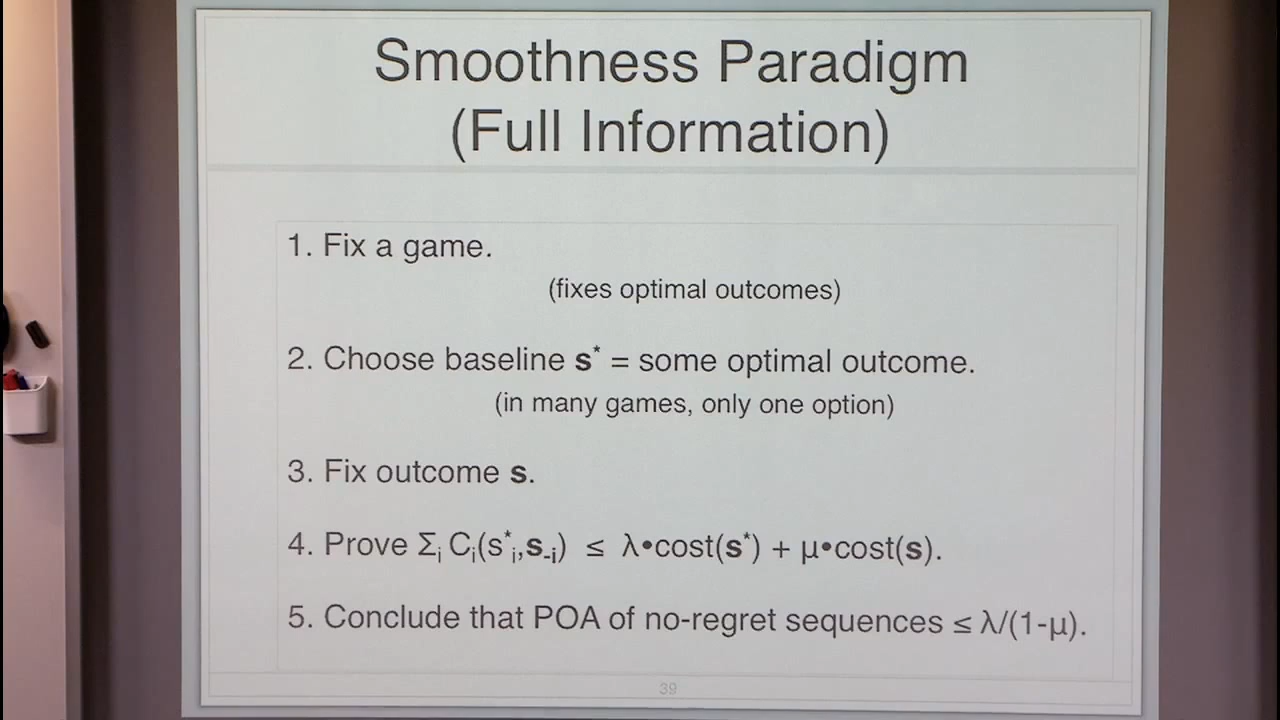 Smoothness Paradigm
(Full Information)
1. Fix a game.
(fixes optimal outcomes)
2. Choose baseline s* = some optimal outcome.
(in many games, only one option)
3. Fix outcome s.
4. Prove Σᵢ Cᵢ(s*ᵢ,s₋ᵢ) ≤ λ•cost(s*) + μ•cost(s).
5. Conclude that POA of no-regret sequences ≤ λ/(1-μ).
39